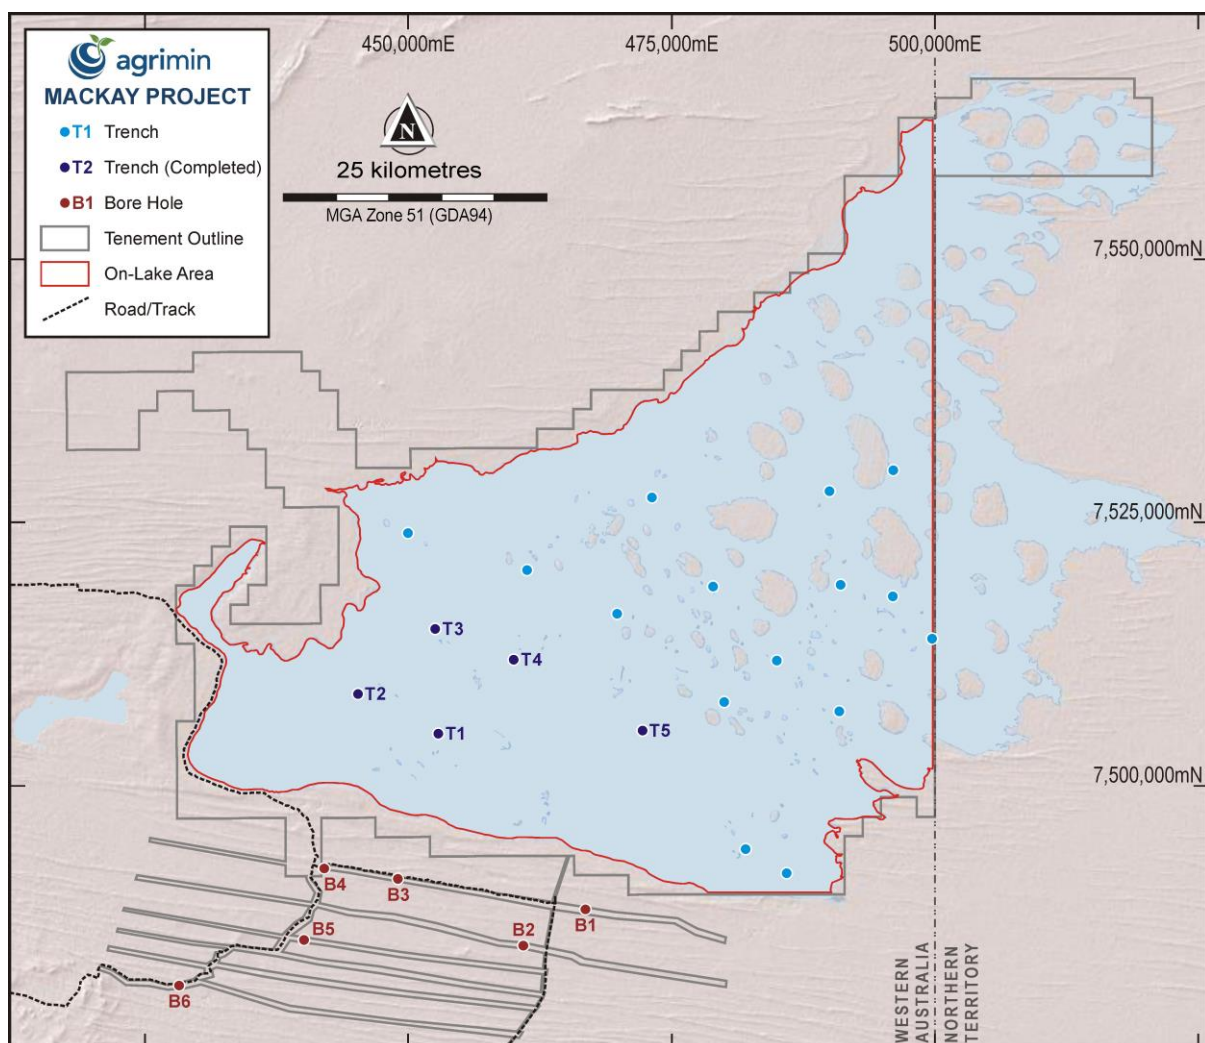 agrimin
MACKAY PROJECT
T1 Trench
T2 Trench (Completed)
B1 Bore Hole
Tenement Outline
On-Lake Area
Road/Track
N
25 kilometres
MGA Zone 51 (GDA94)
450,000mE
475,000mE
500,000mE
7,550,000mN
7,525,000mN
7,500,000mN
T3
T4
T2
T1
T5
B4
B3
B1
B2
B5
B6
WESTERN
AUSTRALIA
NORTHERN
TERRITORY